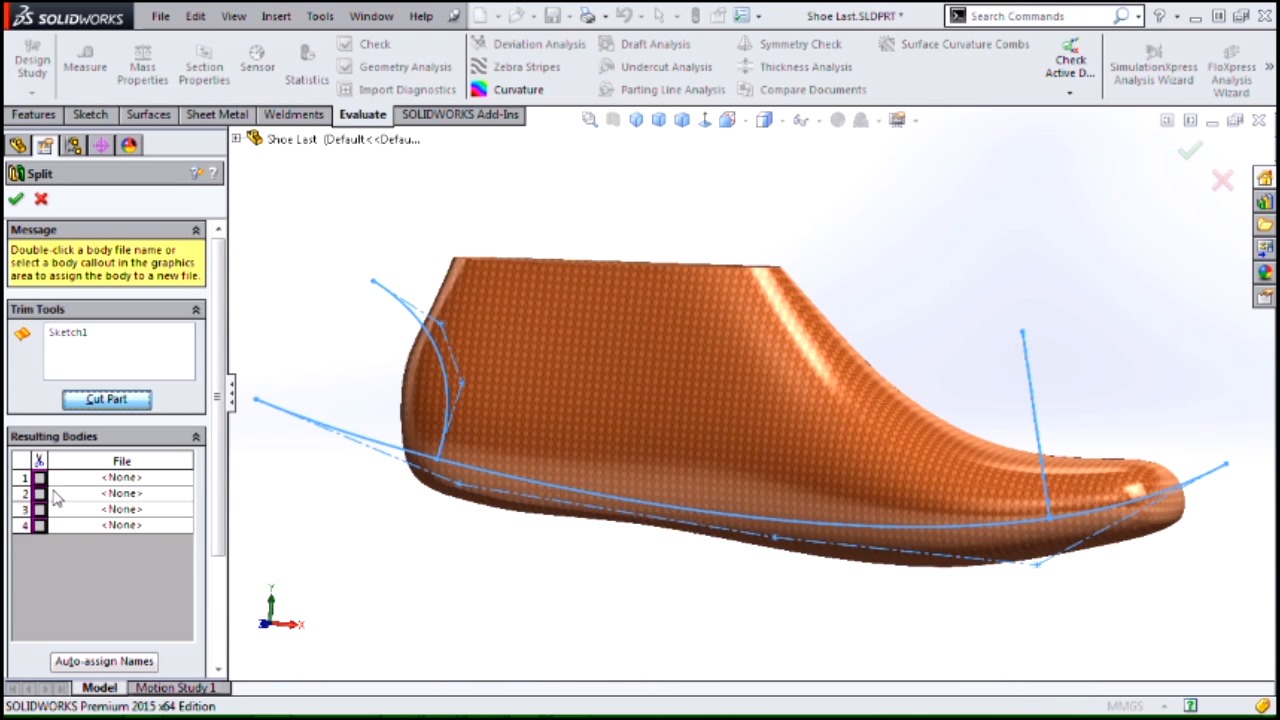 SOLIDWORKS File Edit View Insert Tools Window Help Shoe Last.SLDPRT * Search Commands ?
Design Study
Measure
Mass Properties
Section Properties
Sensor
Statistics
Check
Geometry Analysis
Import Diagnostics
Deviation Analysis
Zebra Stripes
Curvature
Draft Analysis
Undercut Analysis
Parting Line Analysis
Symmetry Check
Thickness Analysis
Compare Documents
Surface Curvature Combs
Check Active D...
SimulationXpress Analysis Wizard
FloXpress Analysis Wizard
Features Sketch Surfaces Sheet Metal Weldments Evaluate SOLIDWORKS Add-Ins
Shoe Last (Default<<Defau...
Split
Message
Double-click a body file name or
select a body callout in the graphics
area to assign the body to a new file.
Trim Tools
Sketch1
Cut Part
Resulting Bodies
File
1 <None>
2 <None>
3 <None>
4 <None>
Auto-assign Names
Y
X
Z
Model Motion Study 1
SOLIDWORKS Premium 2015 x64 Edition MMGS